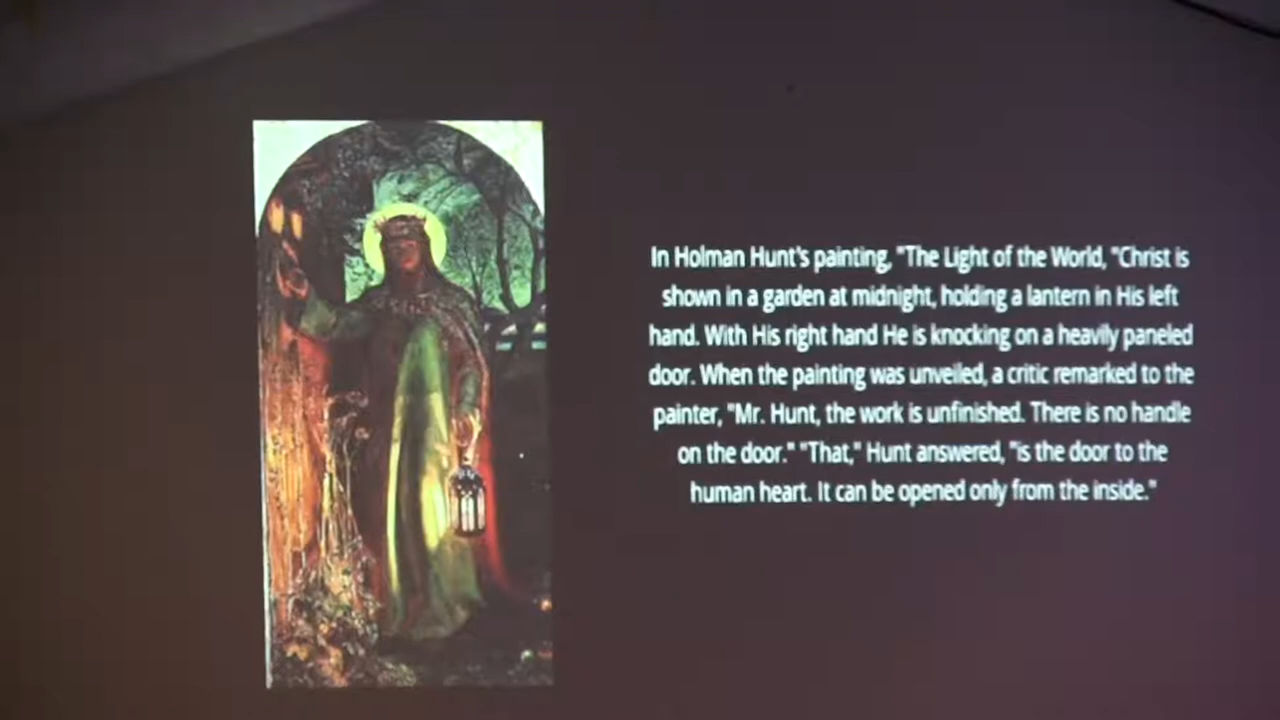 In Holman Hunt's painting, "The Light of the World, "Christ is
shown in a garden at midnight, holding a lantern in His left
hand. With His right hand He is knocking on a heavily paneled
door. When the painting was unveiled, a critic remarked to the
painter, "Mr. Hunt, the work is unfinished. There is no handle
on the door." "That," Hunt answered, "is the door to the
human heart. It can be opened only from the inside."